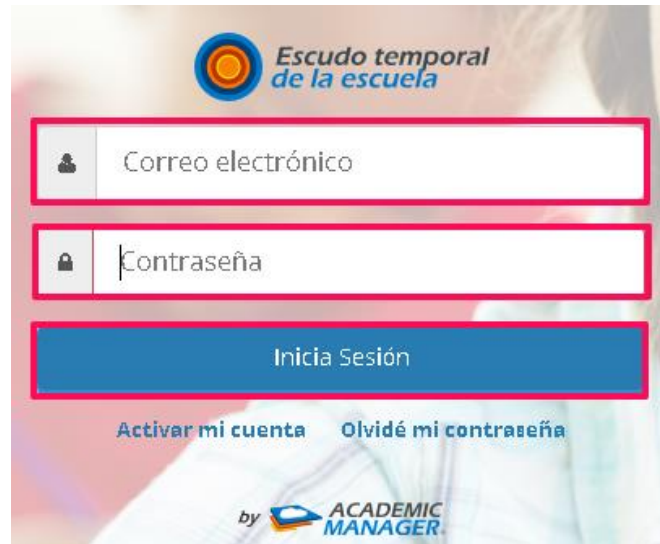 Escudo temporal
de la escuela
Correo electrónico
Contraseña
Inicia Sesión
Activar mi cuenta Olvidé mi contraseña
by ACADEMIC
MANAGER